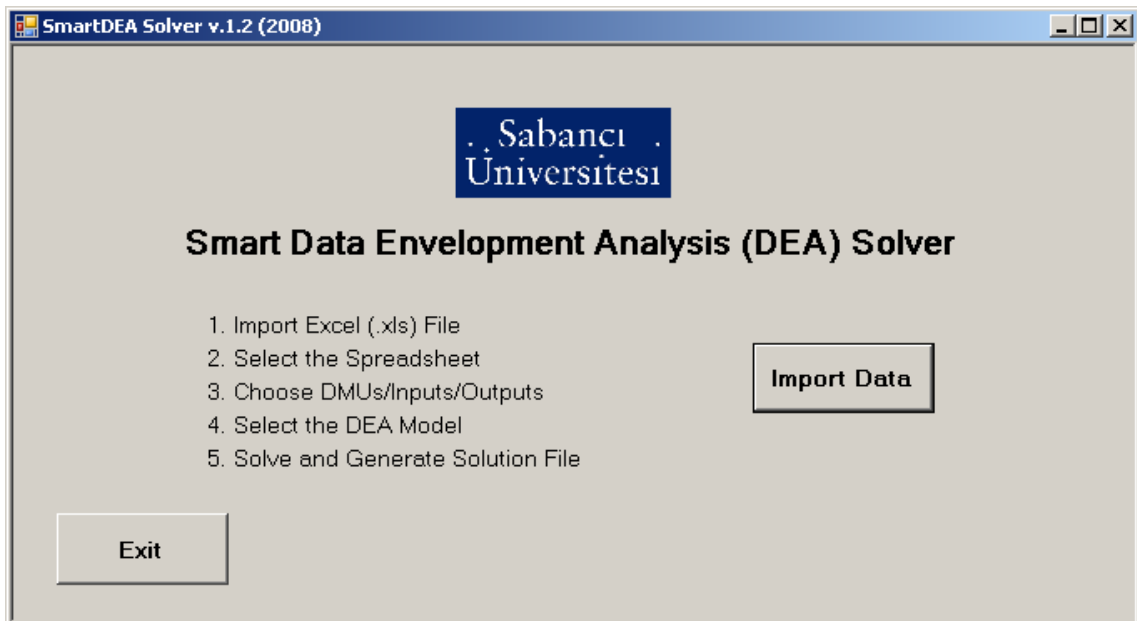 SmartDEA Solver v.1.2 (2008)
Sabancı
Üniversitesi
Smart Data Envelopment Analysis (DEA) Solver
1. Import Excel (.xls) File
2. Select the Spreadsheet
3. Choose DMUs/Inputs/Outputs
4. Select the DEA Model
5. Solve and Generate Solution File
Import Data
Exit